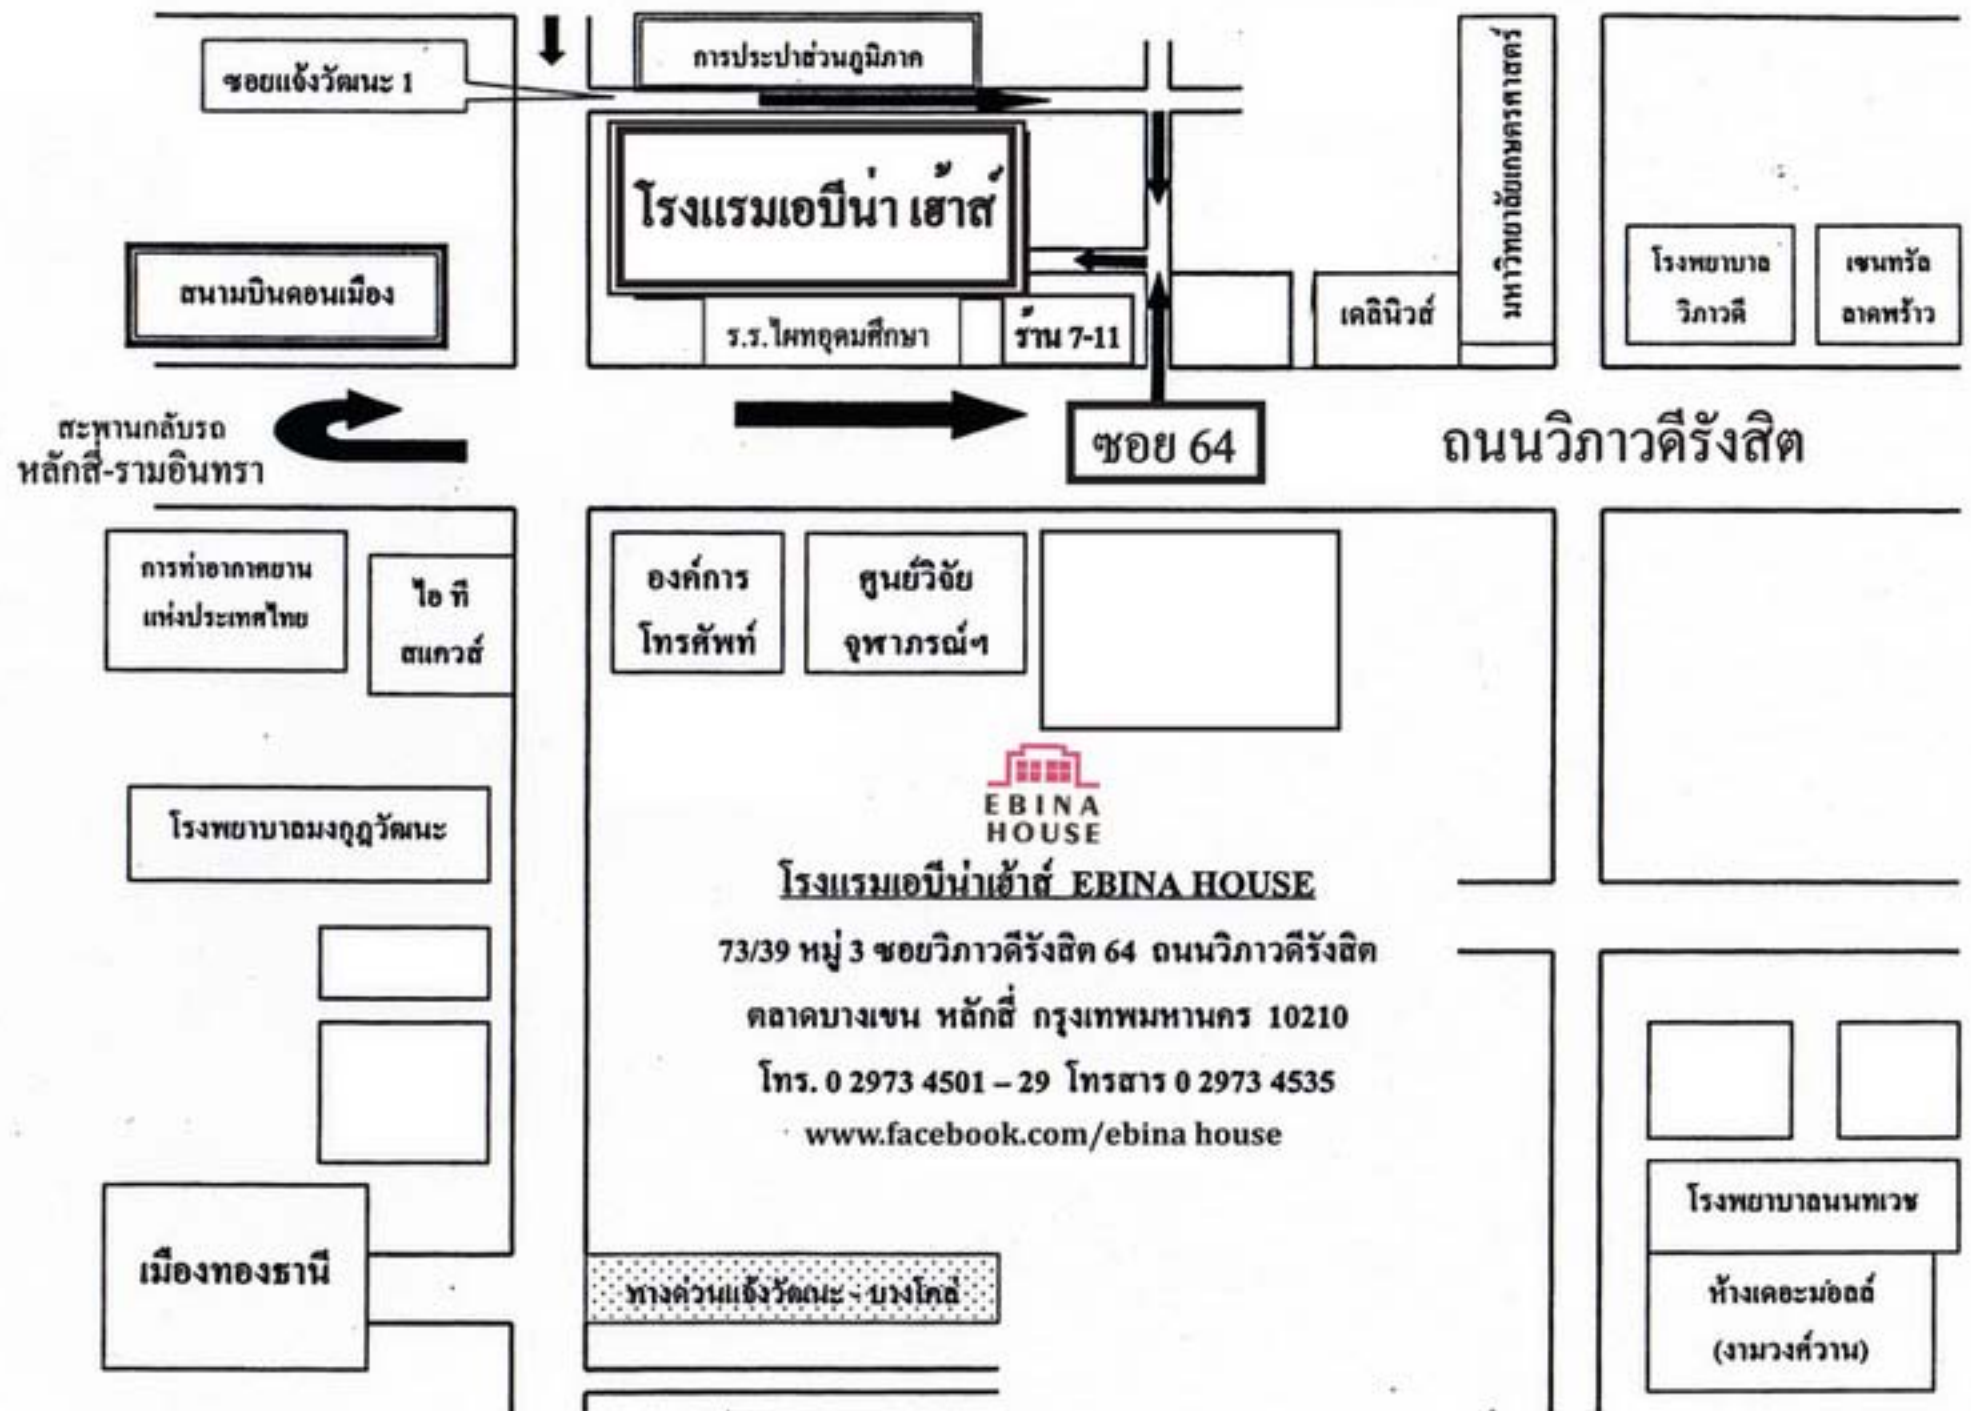 การประปาส่วนภูมิภาค
ซอยแจ้งวัฒนะ 1
มหาวิทยาลัยเกษตรศาสตร์
โรงแรมเอบีน่า เฮ้าส์
สนามบินดอนเมือง
ร.ร.ไผทอุดมศึกษา
ร้าน 7-11
เดลินิวส์
โรงพยาบาล
วิภาวดี
เซนทรัล
ลาดพร้าว
สะพานกลับรถ
หลักสี่-รามอินทรา
ซอย 64
ถนนวิภาวดีรังสิต
การท่าอากาศยาน
แห่งประเทศไทย
ไอ ที
สแควส์
องค์การ
โทรศัพท์
ศูนย์วิจัย
จุฬาภรณ์ฯ
โรงพยาบาลมงกุฎวัฒนะ
EBINA
HOUSE
โรงแรมเอบีน่าเฮ้าส์ EBINA HOUSE
73/39 หมู่ 3 ซอยวิภาวดีรังสิต 64 ถนนวิภาวดีรังสิต
ตลาดบางเขน หลักสี่ กรุงเทพมหานคร 10210
โทร. 0 2973 4501 – 29 โทรสาร 0 2973 4535
www.facebook.com/ebina house
เมืองทองธานี
ทางด่วนแจ้งวัฒนะ - บางโคล่
โรงพยาบาลนนทเวช
ห้างเดอะมอลล์
(งามวงศ์วาน)